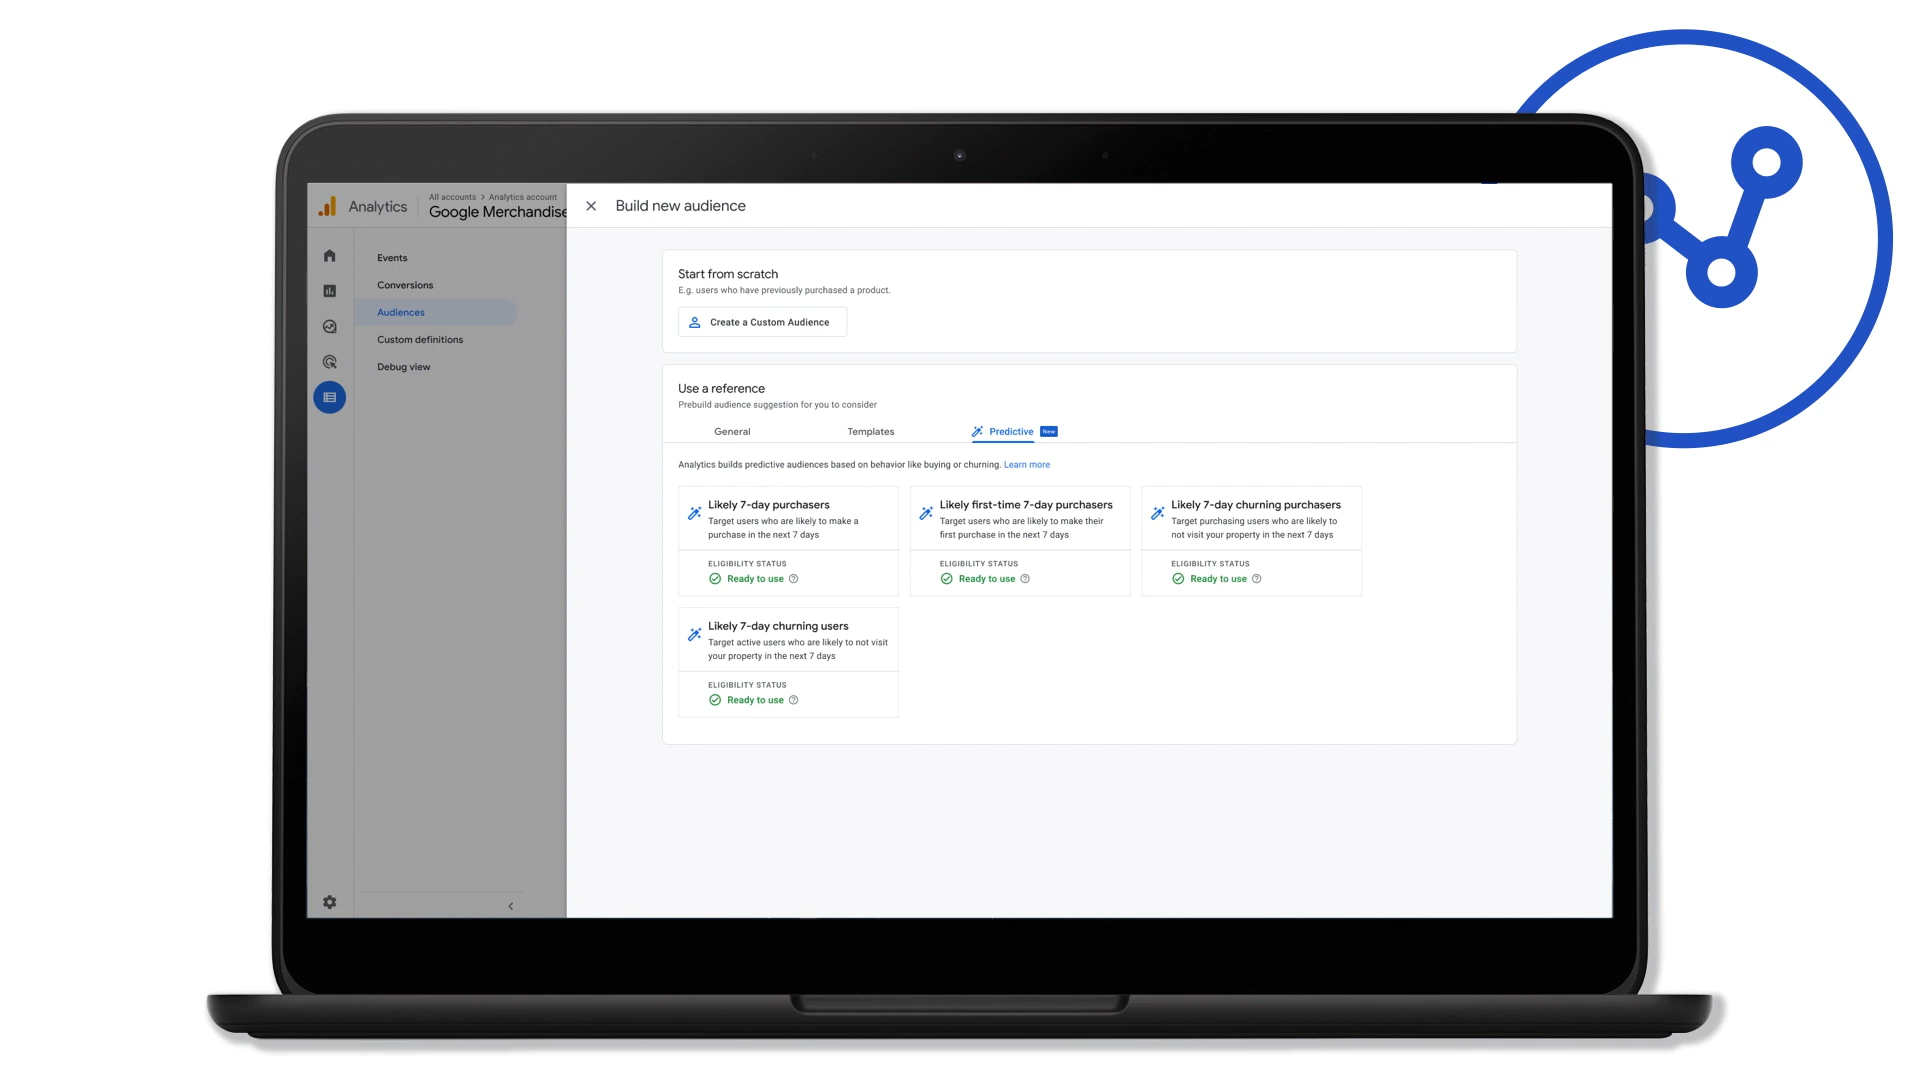 Analytics
All accounts > Analytics account
Google Merchandise
Events
Conversions
Audiences
Custom definitions
Debug view
Build new audience
Start from scratch
E.g. users who have previously purchased a product.
Create a Custom Audience
Use a reference
Prebuild audience suggestion for you to consider
General Templates Predictive New
Analytics builds predictive audiences based on behavior like buying or churning. Learn more
Likely 7-day purchasers
Target users who are likely to make a
purchase in the next 7 days
ELIGIBILITY STATUS
Ready to use
Likely first-time 7-day purchasers
Target users who are likely to make their
first purchase in the next 7 days
ELIGIBILITY STATUS
Ready to use
Likely 7-day churning purchasers
Target purchasing users who are likely to
not visit your property in the next 7 days
ELIGIBILITY STATUS
Ready to use
Likely 7-day churning users
Target active users who are likely to not visit
your property in the next 7 days
ELIGIBILITY STATUS
Ready to use